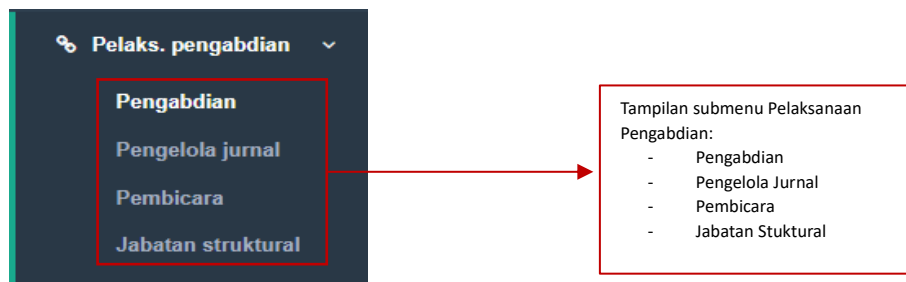 Pelaks. pengabdian
Pengabdian
Pengelola jurnal
Pembicara
Jabatan struktural
Tampilan submenu Pelaksanaan
Pengabdian:
- Pengabdian
- Pengelola Jurnal
- Pembicara
- Jabatan Stuktural